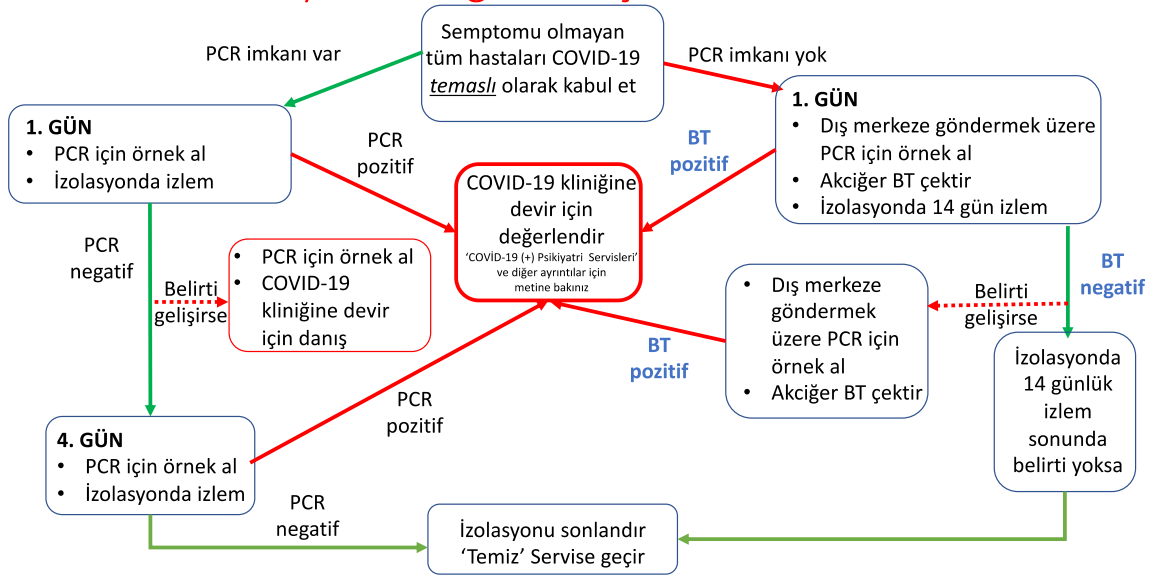 Semptomu olmayan
tüm hastaları COVID-19
temaslı olarak kabul et
PCR imkanı var
PCR imkanı yok
1. GÜN
• PCR için örnek al
• İzolasyonda izlem
PCR
pozitif
BT
pozitif
1. GÜN
• Dış merkeze göndermek üzere
PCR için örnek al
• Akciğer BT çektir
• İzolasyonda 14 gün izlem
COVID-19 kliniğine
devir için
değerlendir
‘COVİD-19 (+) Psikiyatri Servisleri’
ve diğer ayrıntılar için
metine bakınız
PCR
negatif
Belirti
gelişirse
• PCR için örnek al
• COVID-19
kliniğine devir
için danış
BT
negatif
Belirti
gelişirse
• Dış merkeze
göndermek
üzere PCR için
örnek al
• Akciğer BT çektir
BT
pozitif
İzolasyonda
14 günlük
izlem
sonunda
belirti yoksa
PCR
pozitif
4. GÜN
• PCR için örnek al
• İzolasyonda izlem
PCR
negatif
İzolasyonu sonlandır
‘Temiz’ Servise geçir